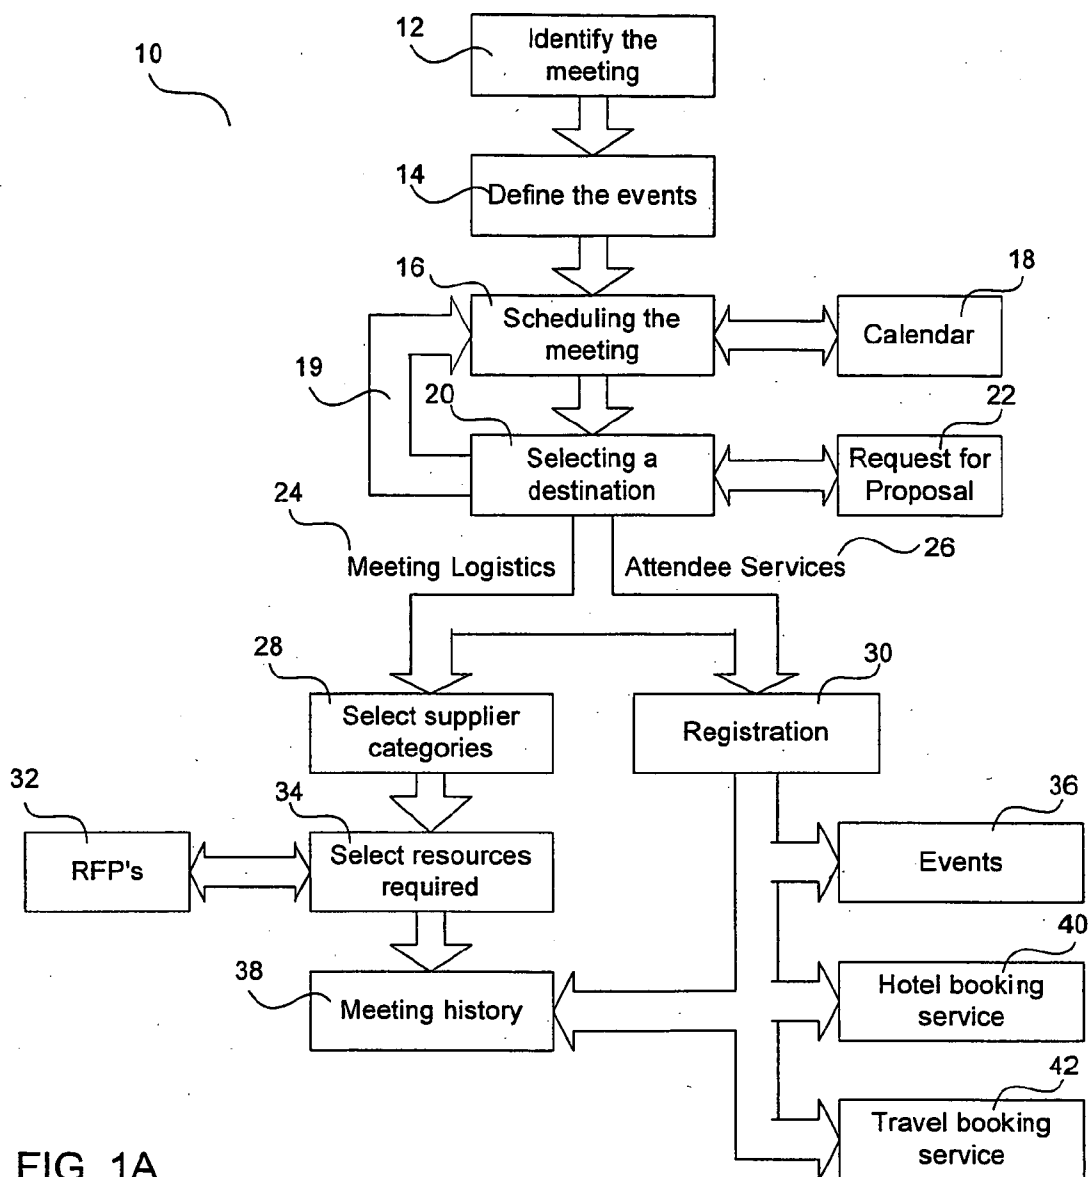 12
Identify the
meeting
10
14
Define the events
16
Scheduling the
meeting
18
Calendar
19
20
Selecting a
destination
22
Request for
Proposal
24
Meeting Logistics
Attendee Services
26
28
Select supplier
categories
30
Registration
32
RFP's
34
Select resources
required
36
Events
38
Meeting history
40
Hotel booking
service
42
Travel booking
service
FIG. 1A